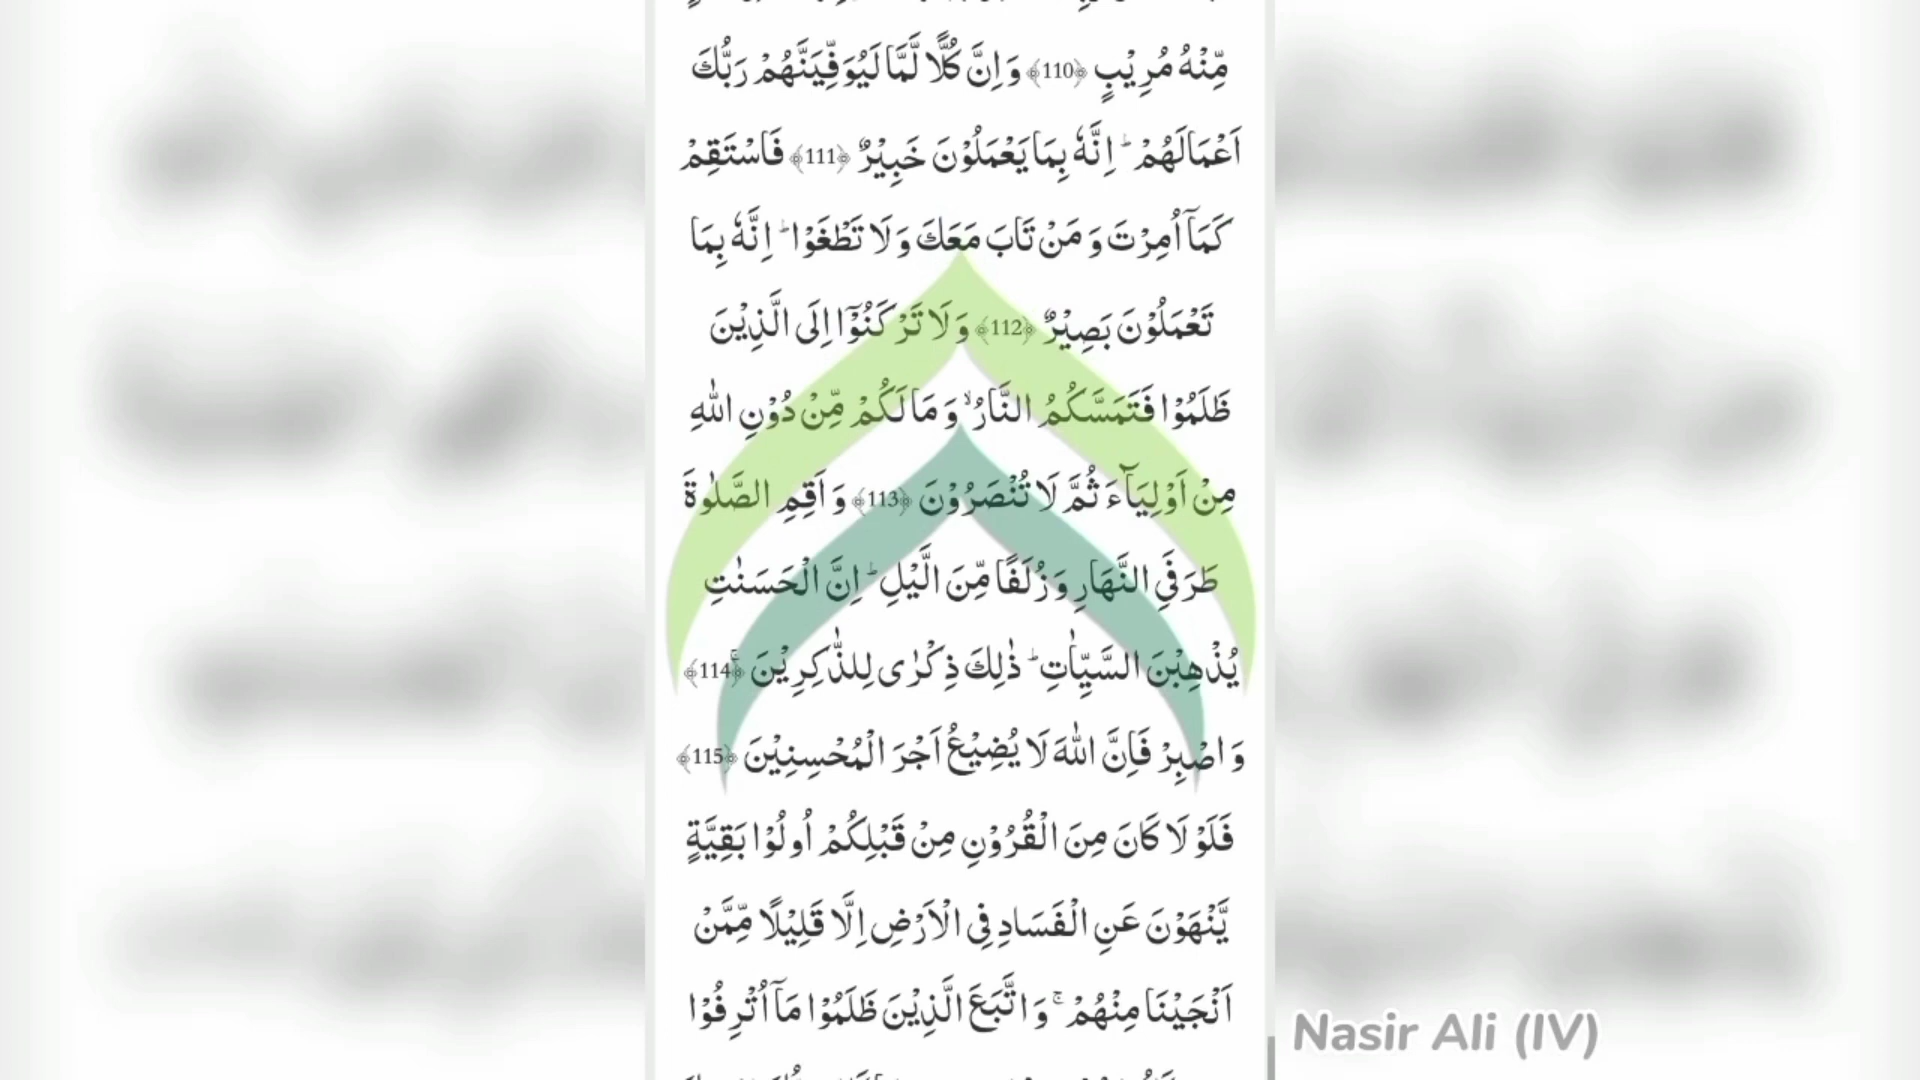 مِّنْهُ مُرِيْبٍ ﴿110﴾ وَ اِنَّ كُلًّا لَّمَّا لَيُوَفِّيَنَّهُمْ رَبُّكَ
اَعْمَالَهُمْ ؕ اِنَّهٗ بِمَا يَعْمَلُوْنَ خَبِيْرٌ ﴿111﴾ فَاسْتَقِمْ
كَمَاۤ اُمِرْتَ وَ مَنْ تَابَ مَعَكَ وَ لَا تَطْغَوْا ؕ اِنَّهٗ بِمَا
تَعْمَلُوْنَ بَصِيْرٌ ﴿112﴾ وَ لَا تَرْكَنُوْۤا اِلَى الَّذِيْنَ
ظَلَمُوْا فَتَمَسَّكُمُ النَّارُ ۙ وَ مَا لَكُمْ مِّنْ دُوْنِ اللّٰهِ
مِنْ اَوْلِيَآءَ ثُمَّ لَا تُنْصَرُوْنَ ﴿113﴾ وَ اَقِمِ الصَّلٰوةَ
طَرَفَيِ النَّهَارِ وَ زُلَفًا مِّنَ الَّيْلِ ؕ اِنَّ الْحَسَنٰتِ
يُذْهِبْنَ السَّيِّاٰتِ ؕ ذٰلِكَ ذِكْرٰى لِلذّٰكِرِيْنَ ۚ﴿114﴾
وَ اصْبِرْ فَاِنَّ اللّٰهَ لَا يُضِيْعُ اَجْرَ الْمُحْسِنِيْنَ ﴿115﴾
فَلَوْ لَا كَانَ مِنَ الْقُرُوْنِ مِنْ قَبْلِكُمْ اُولُوْا بَقِيَّةٍ
يَّنْهَوْنَ عَنِ الْفَسَادِ فِي الْاَرْضِ اِلَّا قَلِيْلًا مِّمَّنْ
اَنْجَيْنَا مِنْهُمْ ۚ وَ اتَّبَعَ الَّذِيْنَ ظَلَمُوْا مَاۤ اُتْرِفُوْا
Nasir Ali (IV)